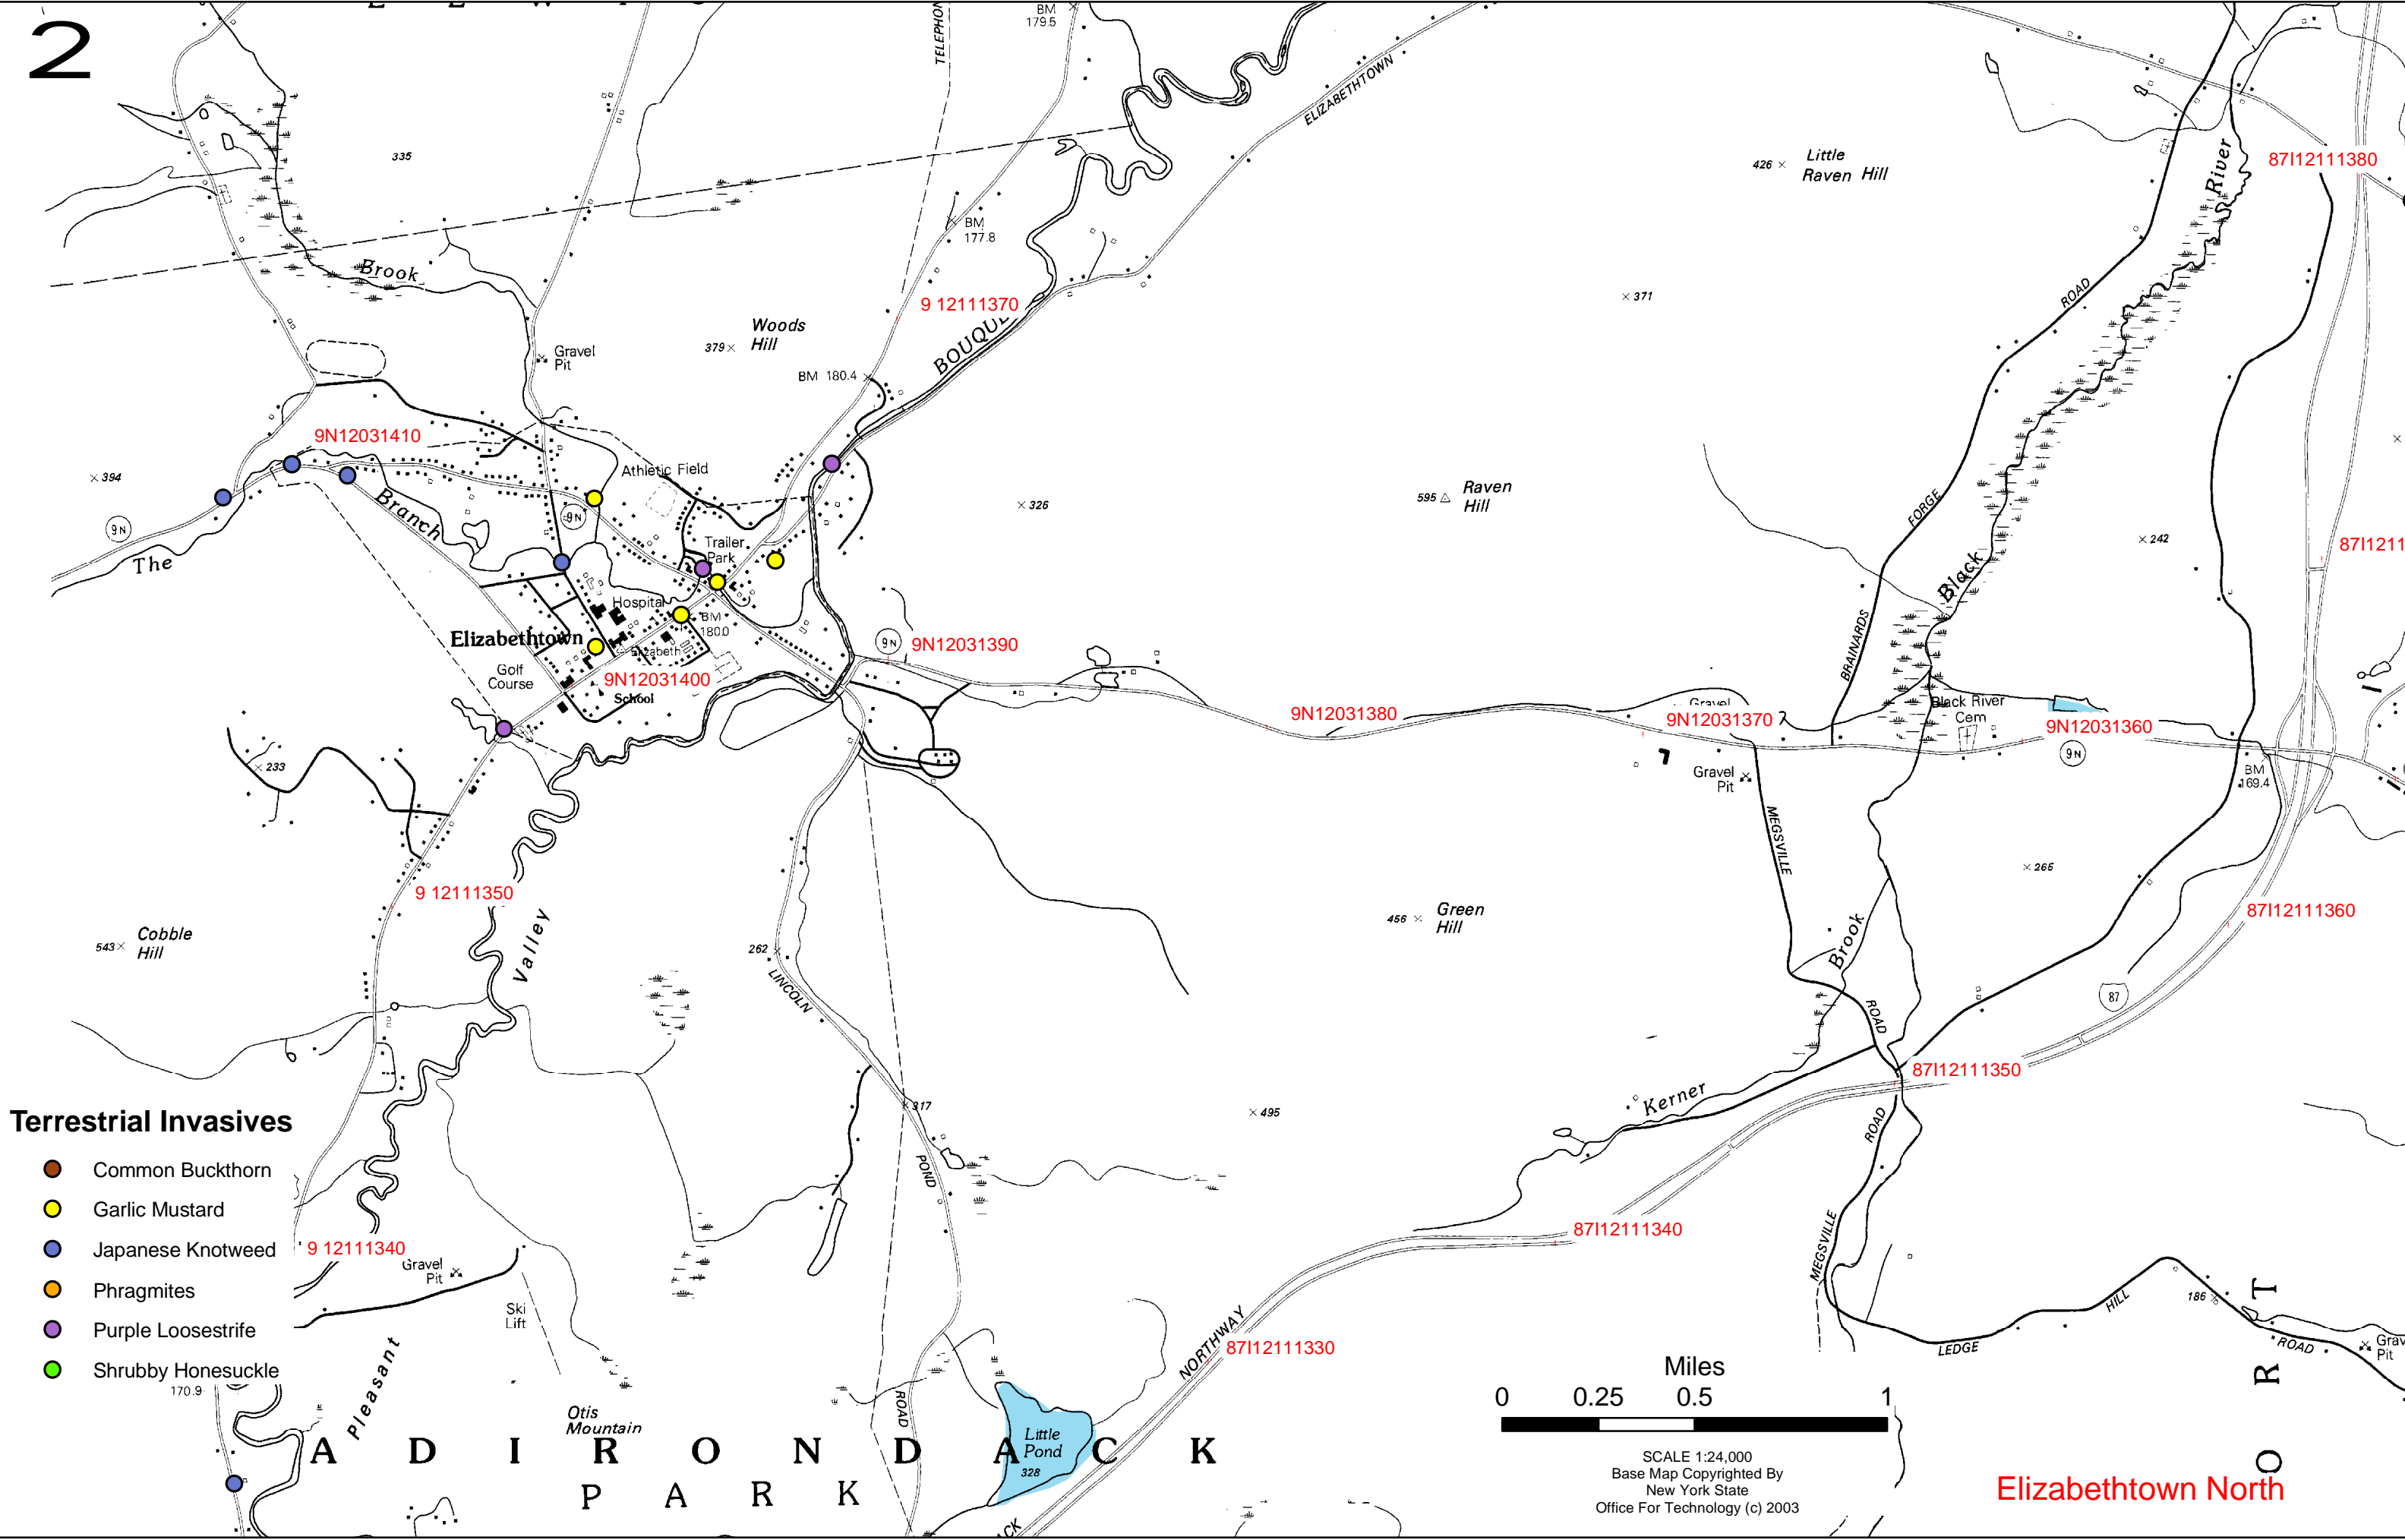 2
TELEPHON
BM
179.5
ELIZABETHTOWN
335
426
Little
Raven Hill
River
87I12111380
BM
177.8
Brook
9 12111370
371
ROAD
Woods
Hill
379
Gravel
Pit
BOUQUE
BM 180.4
9N12031410
394
Athletic Field
595
Raven
Hill
326
FORGE
Branch
9N
9N
The
Trailer
Park
242
87I1211
Black
Hospital
BM
180.0
Elizabethtown
Elizabeth
9N
9N12031390
BRAINARDS
Golf
Course
9N12031400
School
9N12031380
Gravel
9N12031370
Black River
Cem
9N12031360
9N
233
Gravel
Pit
BM
169.4
MEGSVILLE
265
9 12111350
456
Green
Hill
87I12111360
Cobble
Hill
543
Valley
262
LINCOLN
Brook
87
ROAD
87I12111350
Kerner
317
495
Terrestrial Invasives
Common Buckthorn
Garlic Mustard
Japanese Knotweed
Phragmites
Purple Loosestrife
Shrubby Honesuckle
ROAD
POND
MEGSVILLE
87I12111340
9 12111340
Gravel
Pit
Ski
Lift
HILL
186
T
NORTHWAY
87I12111330
LEDGE
ROAD
Grav
Pit
170.9
Pleasant
ROAD
R
Miles
0 0.25 0.5 1
Otis
Mountain
A D I R O N D A C K
Little
Pond
328
P A R K
SCALE 1:24,000
Base Map Copyrighted By
New York State
Office For Technology (c) 2003
O
Elizabethtown North
ACK